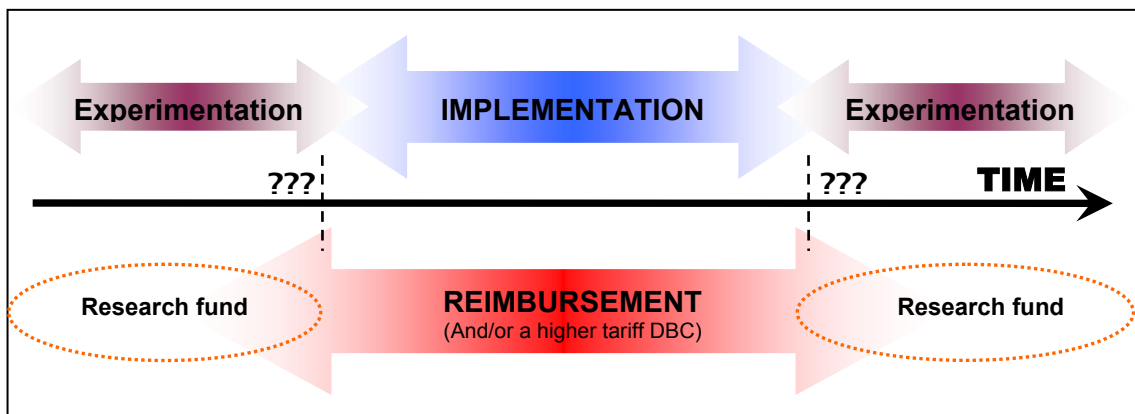 Experimentation
IMPLEMENTATION
Experimentation
???
???
TIME
Research fund
REIMBURSEMENT
(And/or a higher tariff DBC)
Research fund